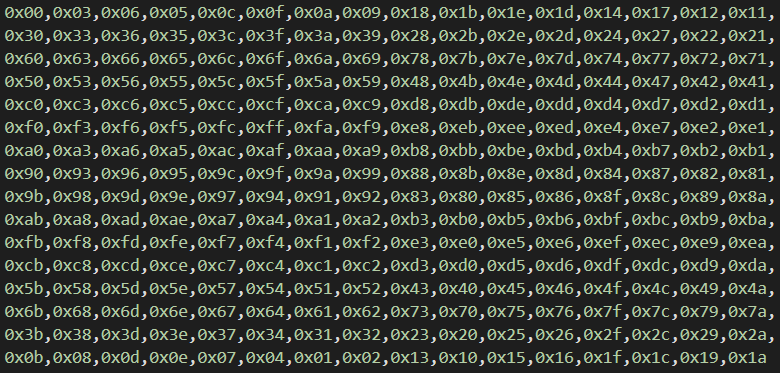 0x00,0x03,0x06,0x05,0x0c,0x0f,0x0a,0x09,0x18,0x1b,0x1e,0x1d,0x14,0x17,0x12,0x11,
0x30,0x33,0x36,0x35,0x3c,0x3f,0x3a,0x39,0x28,0x2b,0x2e,0x2d,0x24,0x27,0x22,0x21,
0x60,0x63,0x66,0x65,0x6c,0x6f,0x6a,0x69,0x78,0x7b,0x7e,0x7d,0x74,0x77,0x72,0x71,
0x50,0x53,0x56,0x55,0x5c,0x5f,0x5a,0x59,0x48,0x4b,0x4e,0x4d,0x44,0x47,0x42,0x41,
0xc0,0xc3,0xc6,0xc5,0xcc,0xcf,0xca,0xc9,0xd8,0xdb,0xde,0xdd,0xd4,0xd7,0xd2,0xd1,
0xf0,0xf3,0xf6,0xf5,0xfc,0xff,0xfa,0xf9,0xe8,0xeb,0xee,0xed,0xe4,0xe7,0xe2,0xe1,
0xa0,0xa3,0xa6,0xa5,0xac,0xaf,0xaa,0xa9,0xb8,0xbb,0xbe,0xbd,0xb4,0xb7,0xb2,0xb1,
0x90,0x93,0x96,0x95,0x9c,0x9f,0x9a,0x99,0x88,0x8b,0x8e,0x8d,0x84,0x87,0x82,0x81,
0x9b,0x98,0x9d,0x9e,0x97,0x94,0x91,0x92,0x83,0x80,0x85,0x86,0x8f,0x8c,0x89,0x8a,
0xab,0xa8,0xad,0xae,0xa7,0xa4,0xa1,0xa2,0xb3,0xb0,0xb5,0xb6,0xbf,0xbc,0xb9,0xba,
0xfb,0xf8,0xfd,0xfe,0xf7,0xf4,0xf1,0xf2,0xe3,0xe0,0xe5,0xe6,0xef,0xec,0xe9,0xea,
0xcb,0xc8,0xcd,0xce,0xc7,0xc4,0xc1,0xc2,0xd3,0xd0,0xd5,0xd6,0xdf,0xdc,0xd9,0xda,
0x5b,0x58,0x5d,0x5e,0x57,0x54,0x51,0x52,0x43,0x40,0x45,0x46,0x4f,0x4c,0x49,0x4a,
0x6b,0x68,0x6d,0x6e,0x67,0x64,0x61,0x62,0x73,0x70,0x75,0x76,0x7f,0x7c,0x79,0x7a,
0x3b,0x38,0x3d,0x3e,0x37,0x34,0x31,0x32,0x23,0x20,0x25,0x26,0x2f,0x2c,0x29,0x2a,
0x0b,0x08,0x0d,0x0e,0x07,0x04,0x01,0x02,0x13,0x10,0x15,0x16,0x1f,0x1c,0x19,0x1a